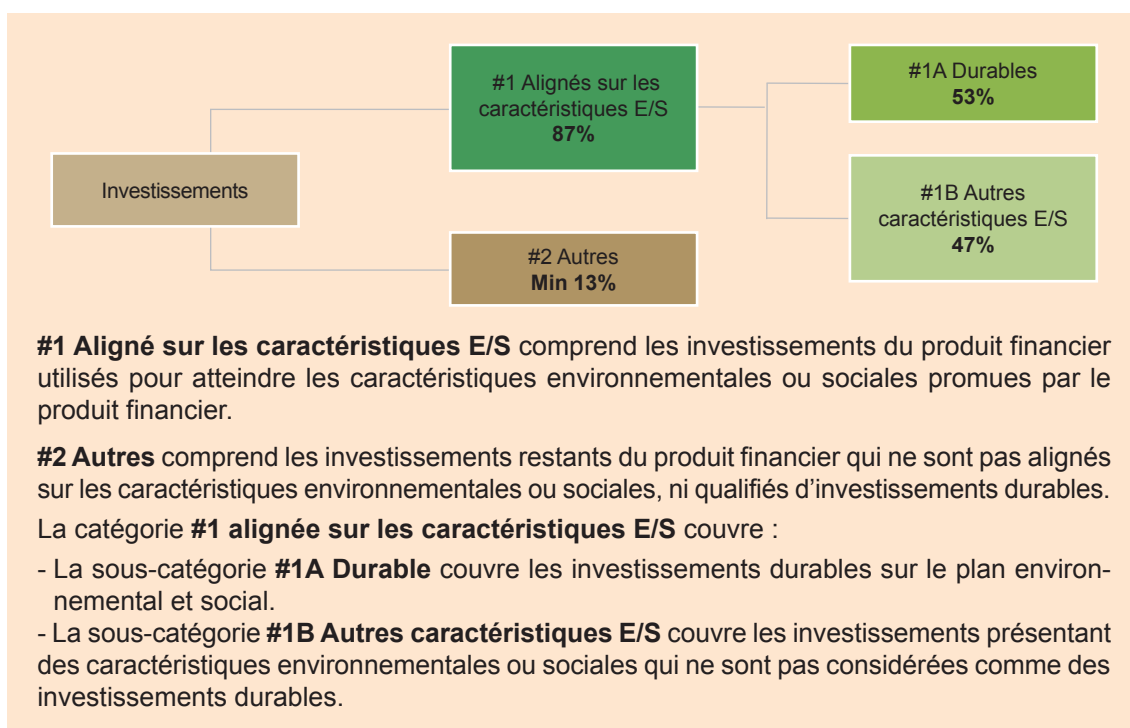 #1 Alignés sur les
caractéristiques E/S
87%
#1A Durables
53%
Investissements
#1B Autres
caractéristiques E/S
47%
#2 Autres
Min 13%
#1 Aligné sur les caractéristiques E/S comprend les investissements du produit financier
utilisés pour atteindre les caractéristiques environnementales ou sociales promues par le
produit financier.
#2 Autres comprend les investissements restants du produit financier qui ne sont pas alignés
sur les caractéristiques environnementales ou sociales, ni qualifiés d’investissements durables.
La catégorie #1 alignée sur les caractéristiques E/S couvre :
- La sous-catégorie #1A Durable couvre les investissements durables sur le plan environ-
nemental et social.
- La sous-catégorie #1B Autres caractéristiques E/S couvre les investissements présentant
des caractéristiques environnementales ou sociales qui ne sont pas considérées comme des
investissements durables.